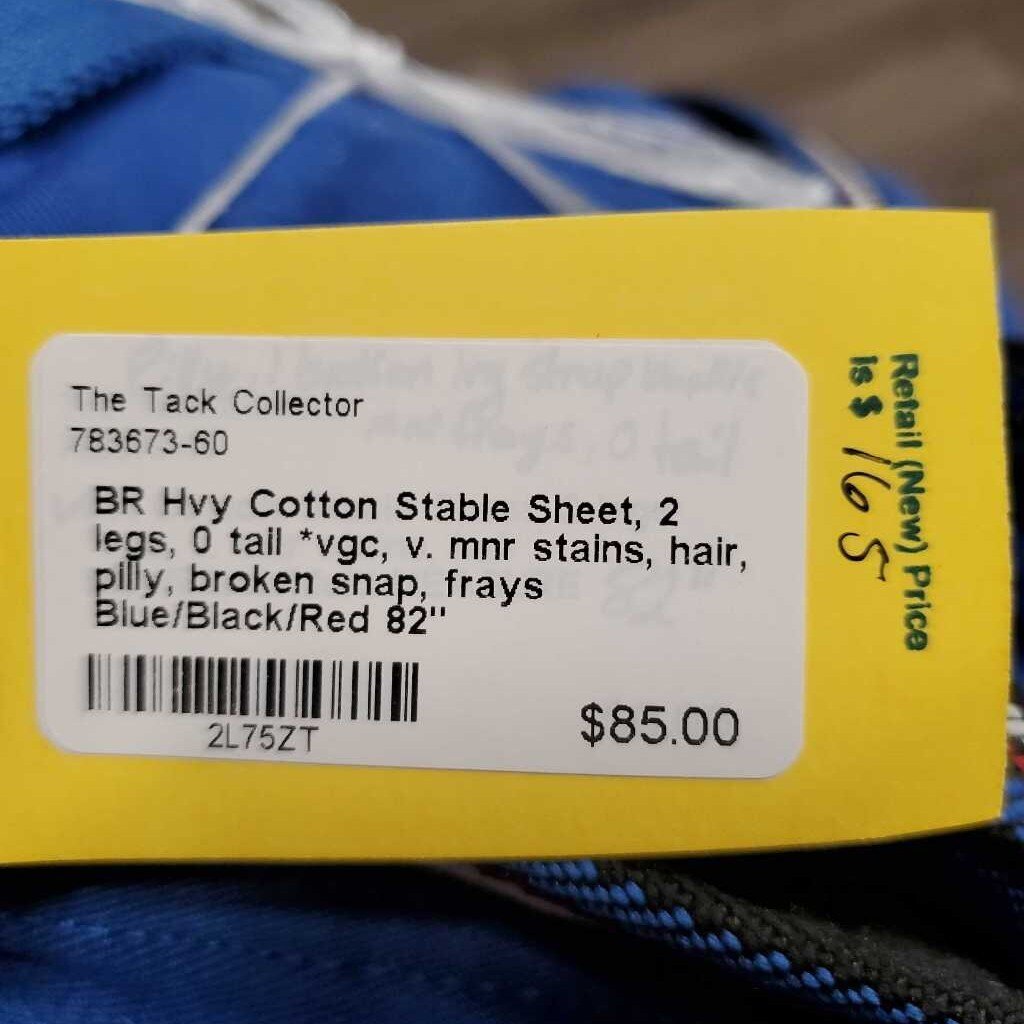 The Tack Collector
783673-60
BR Hvy Cotton Stable Sheet, 2
legs, 0 tail *vgc, v. mnr stains, hair,
pilly, broken snap, frays
Blue/Black/Red 82"
2L75ZT
$85.00
Retail (New) Price
Is $ 165